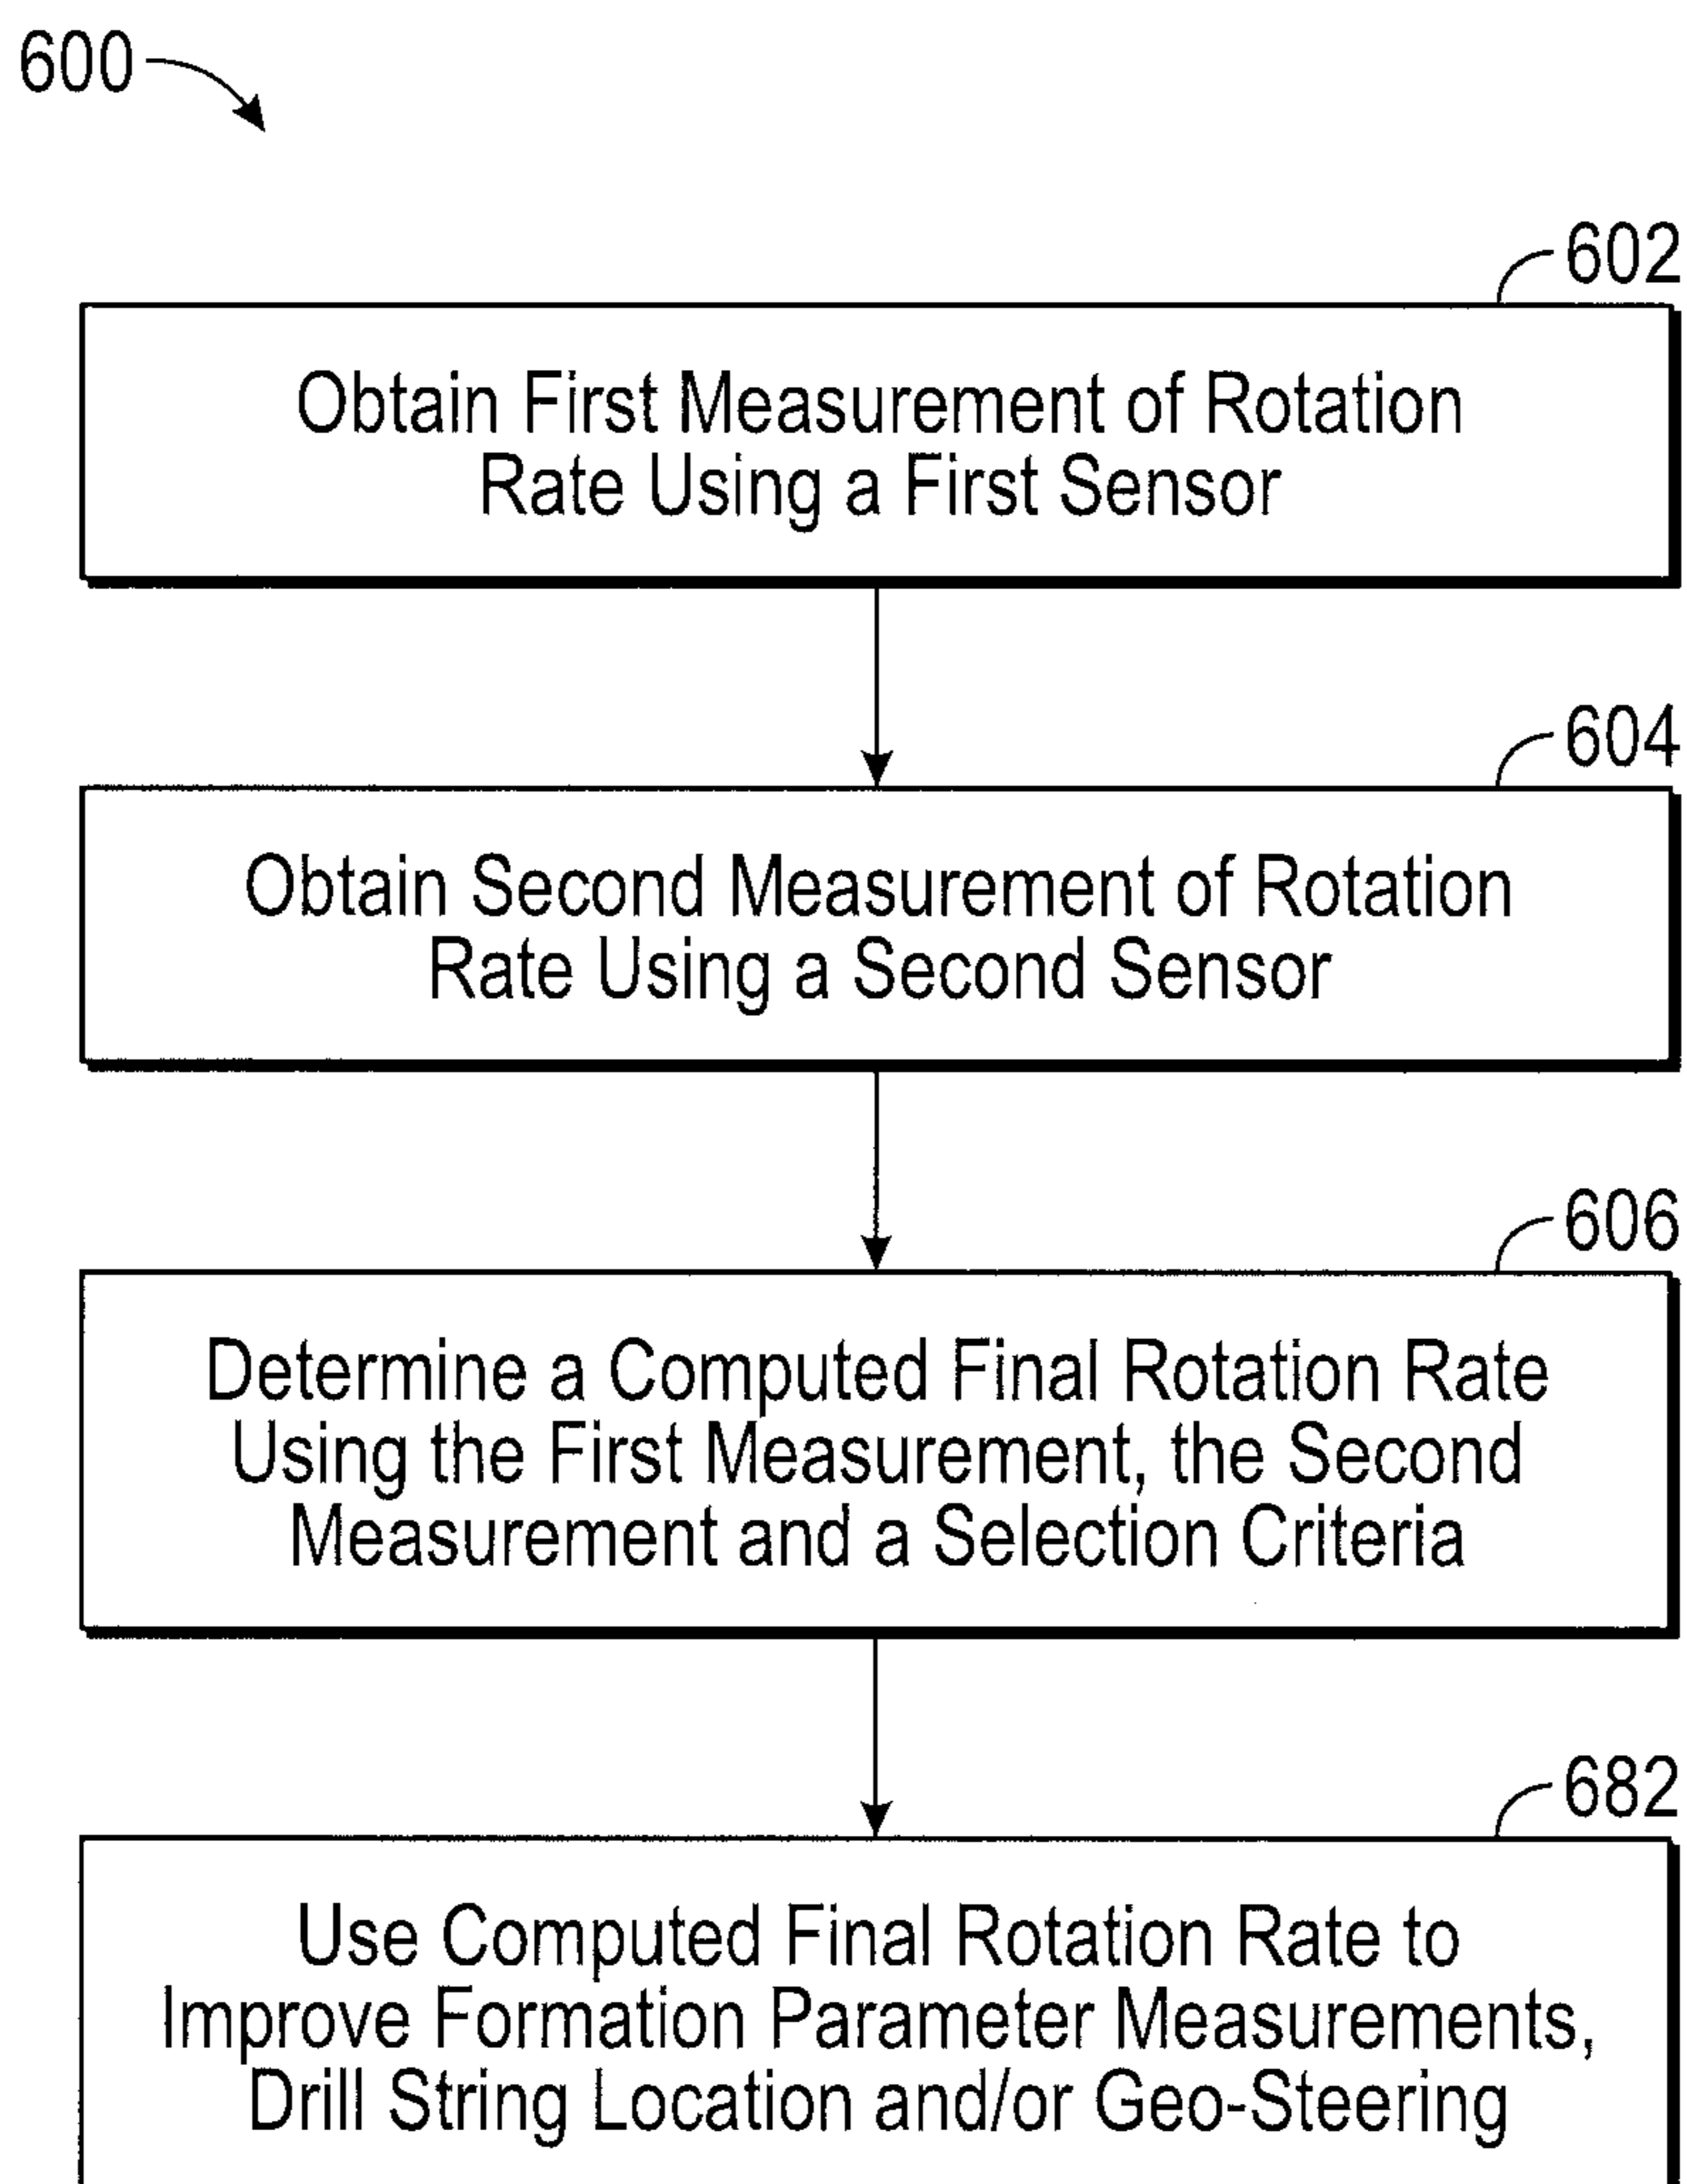 600
602
Obtain First Measurement of Rotation
Rate Using a First Sensor
604
Obtain Second Measurement of Rotation
Rate Using a Second Sensor
606
Determine a Computed Final Rotation Rate
Using the First Measurement, the Second
Measurement and a Selection Criteria
682
Use Computed Final Rotation Rate to
Improve Formation Parameter Measurements,
Drill String Location and/or Geo-Steering